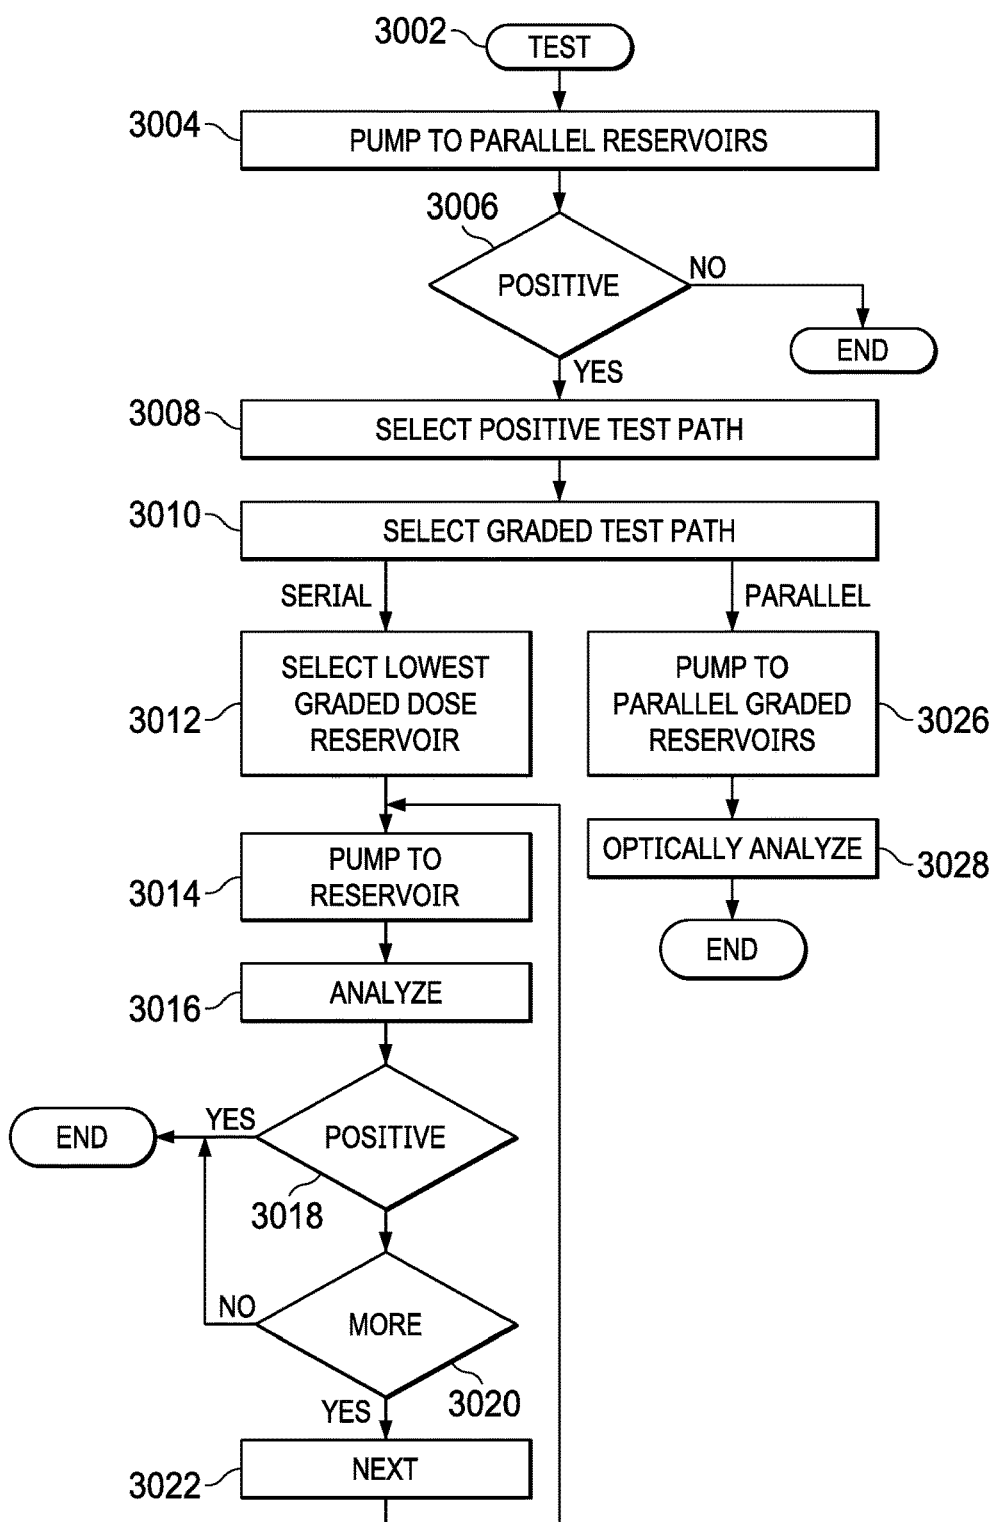 3002
TEST
3004
PUMP TO PARALLEL RESERVOIRS
3006
POSITIVE
NO
END
YES
3008
SELECT POSITIVE TEST PATH
3010
SELECT GRADED TEST PATH
SERIAL
PARALLEL
3012
SELECT LOWEST
GRADED DOSE
RESERVOIR
PUMP TO
PARALLEL GRADED
RESERVOIRS
3026
3014
PUMP TO
RESERVOIR
OPTICALLY ANALYZE
3028
END
3016
ANALYZE
END
YES
POSITIVE
3018
NO
MORE
3020
YES
3022
NEXT